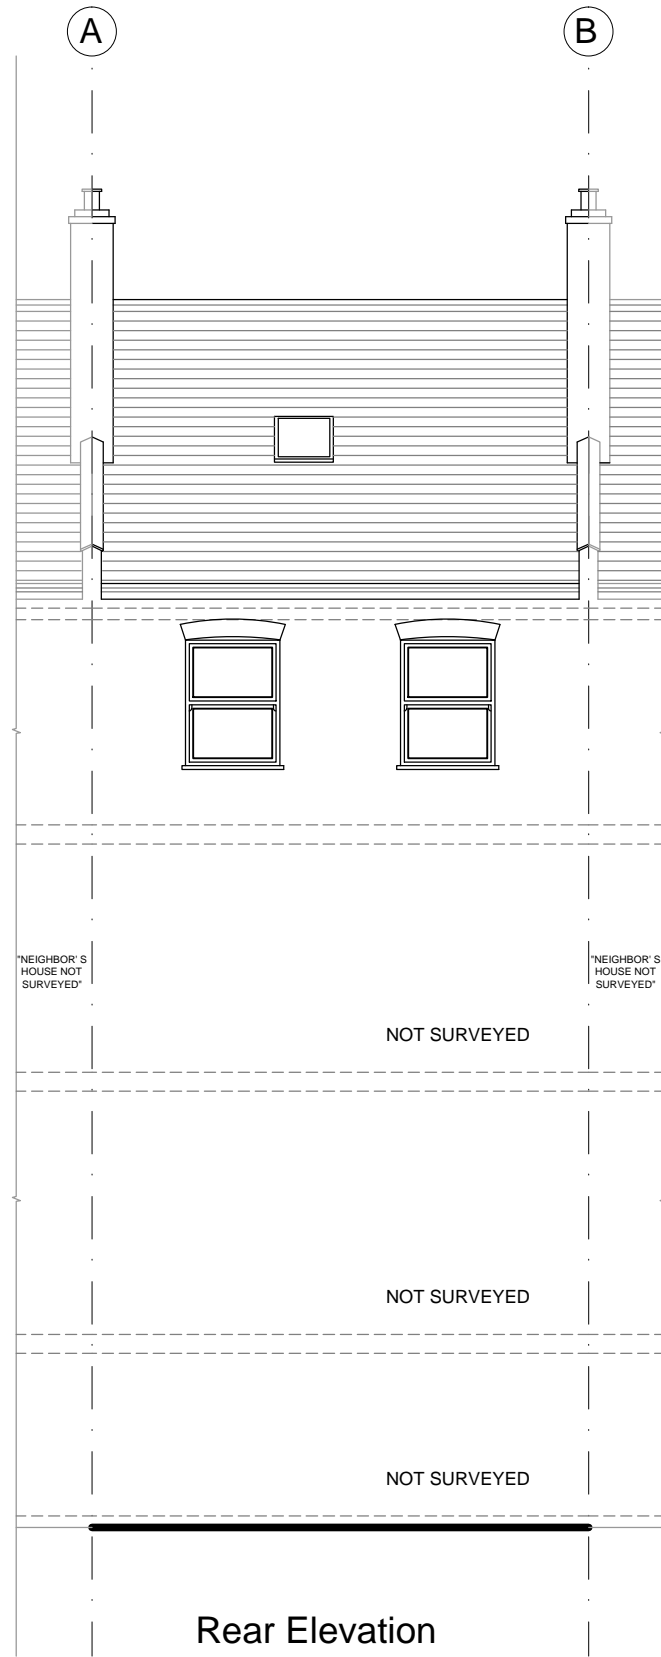 A
B
"NEIGHBOR' S
HOUSE NOT
SURVEYED"
"NEIGHBOR' S
HOUSE NOT
SURVEYED"
NOT SURVEYED
NOT SURVEYED
NOT SURVEYED
Rear Elevation